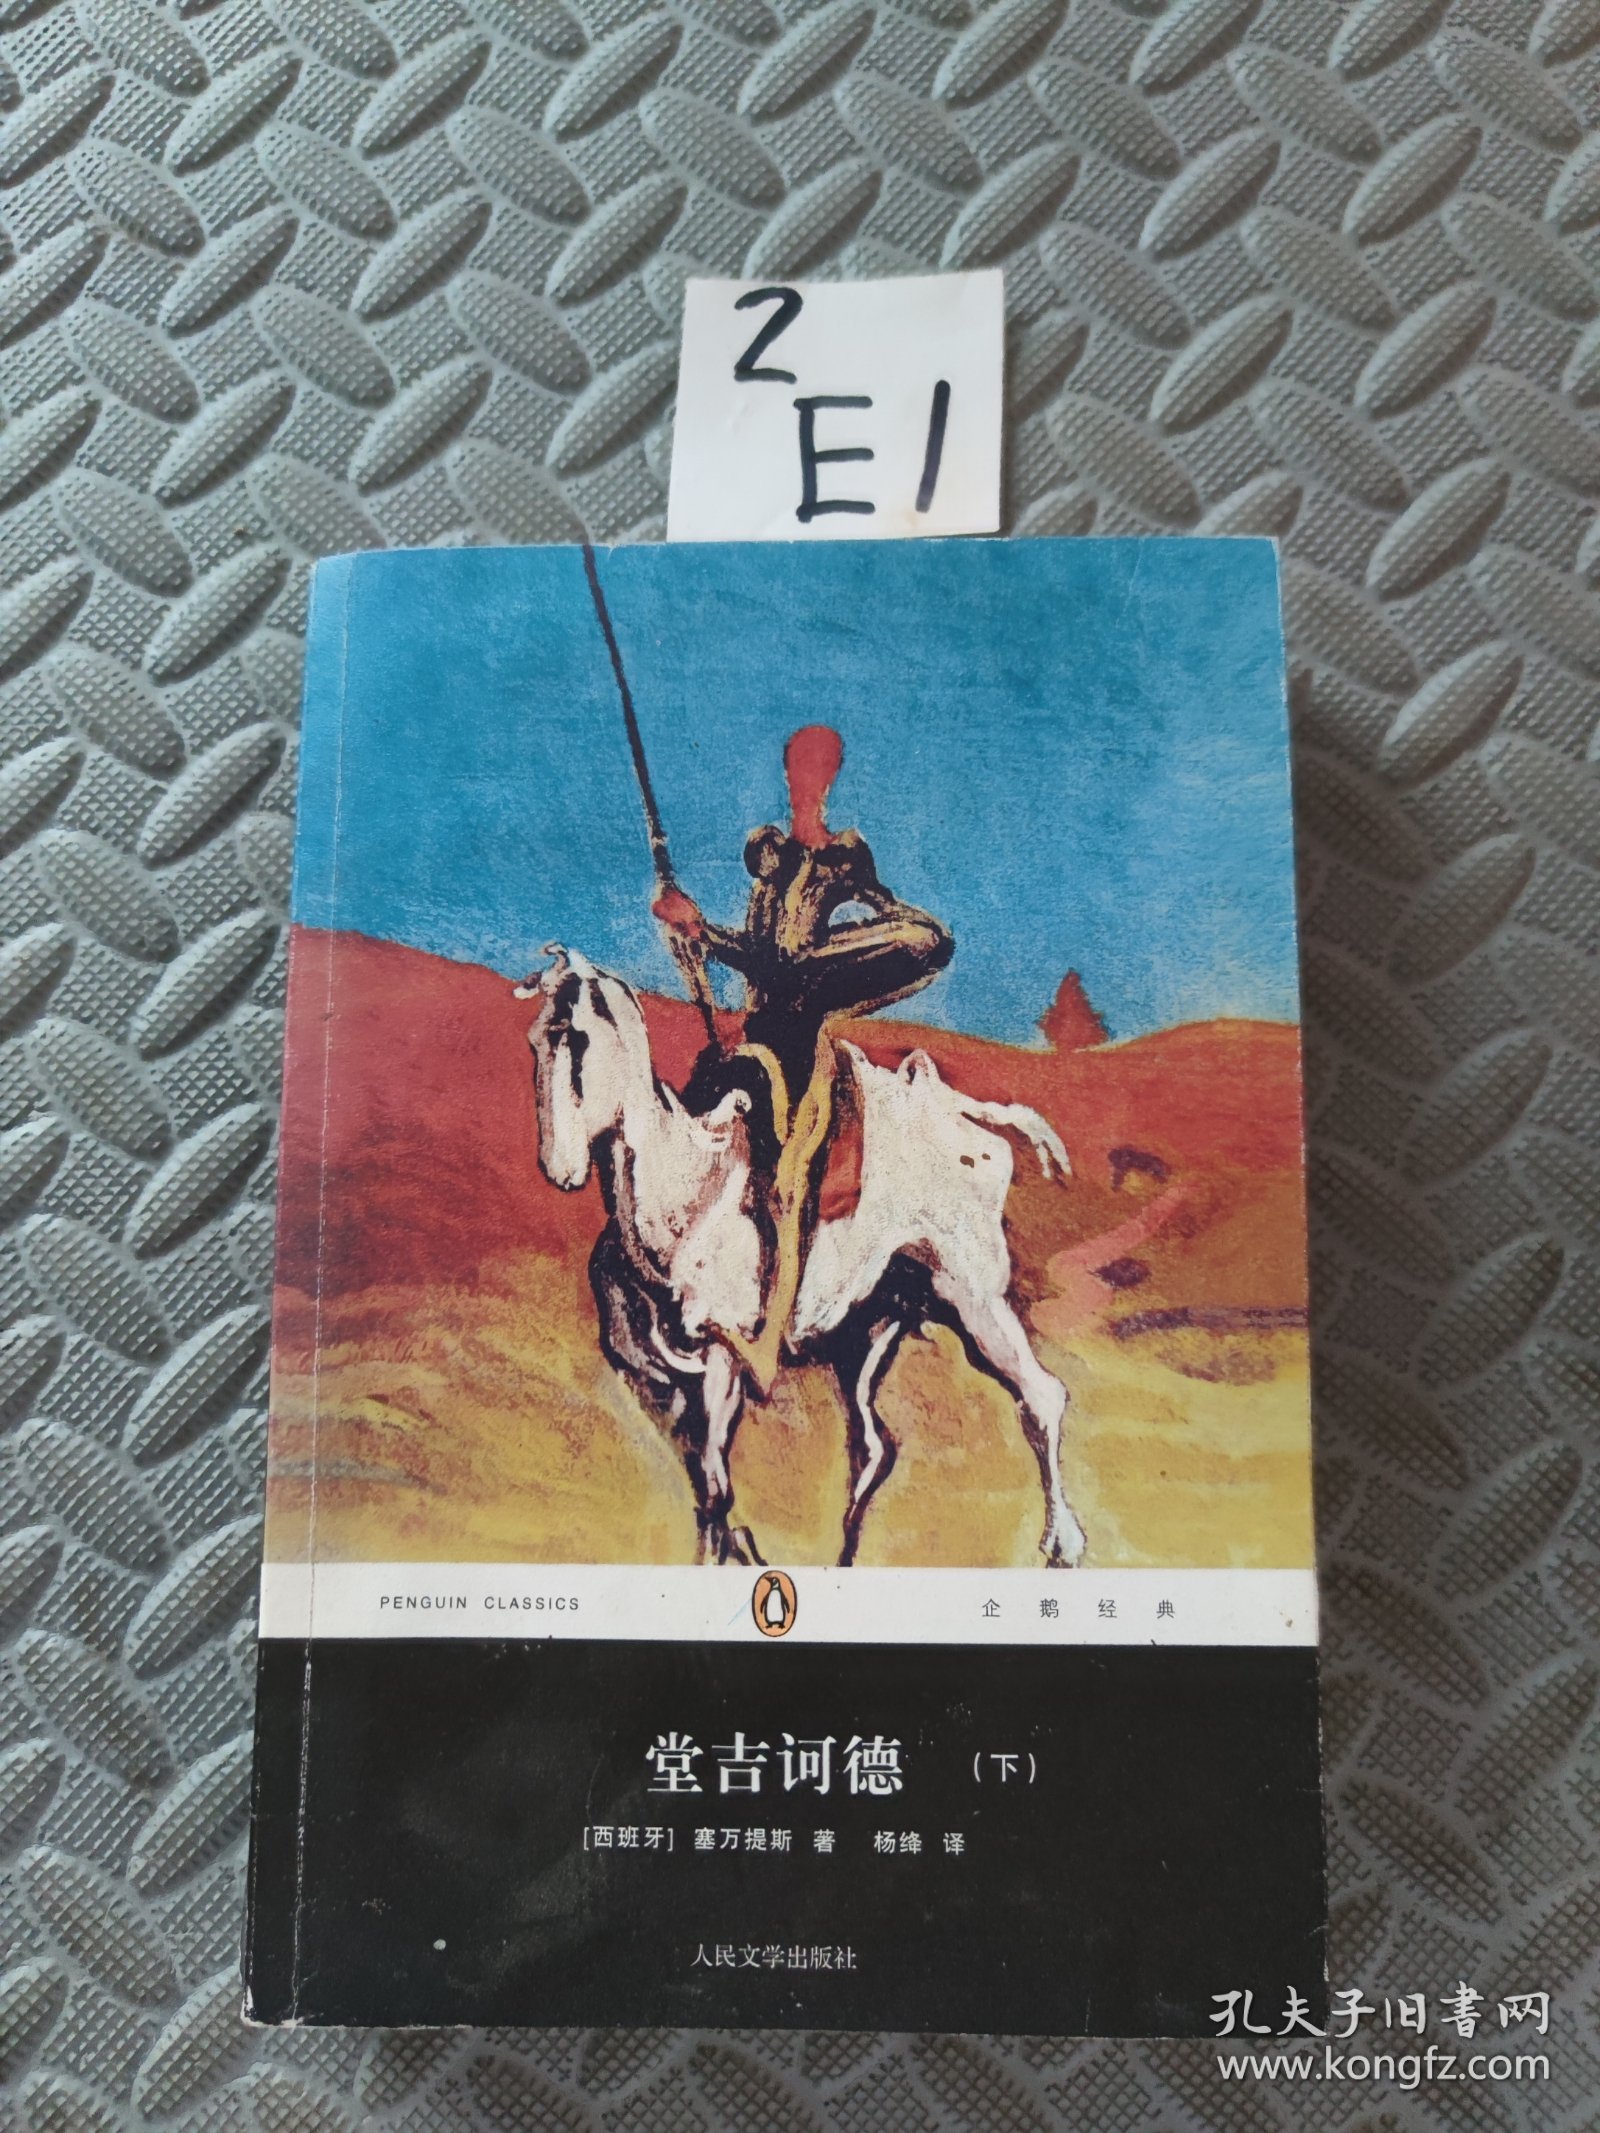 2
E1
PENGUIN CLASSICS
企鹅经典
堂吉诃德 （下）
[西班牙] 塞万提斯 著 杨绛 译
人民文学出版社
孔夫子旧书网
www.kongfz.com